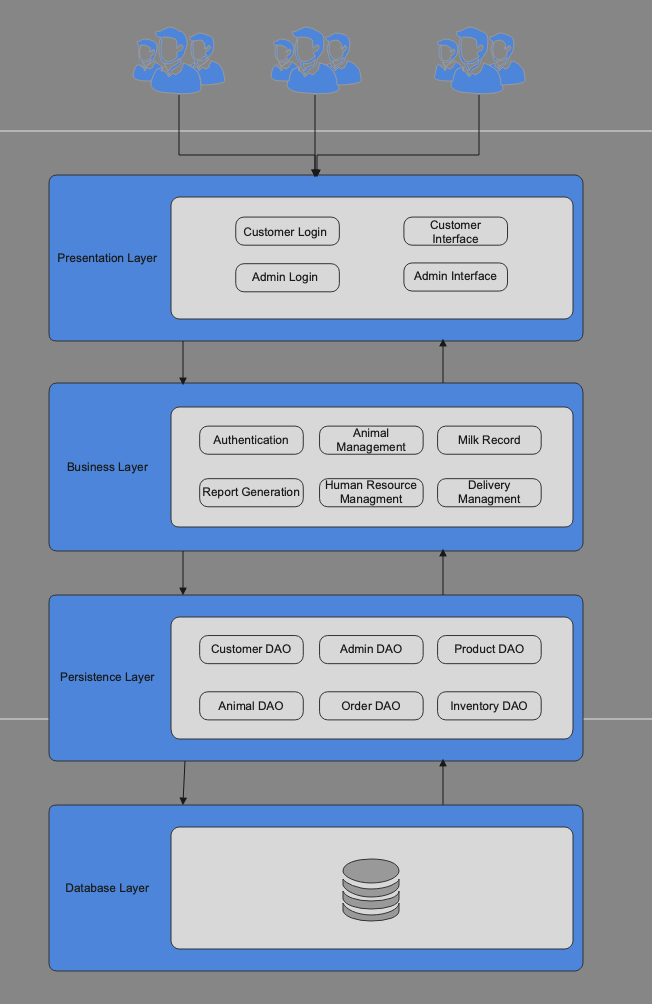 Customer Login
Customer
Interface
Presentation Layer
Admin Login
Admin Interface
Authentication
Animal
Management
Milk Record
Business Layer
Report Generation
Human Resource
Managment
Delivery
Managment
Customer DAO
Admin DAO
Product DAO
Persistence Layer
Animal DAO
Order DAO
Inventory DAO
Database Layer